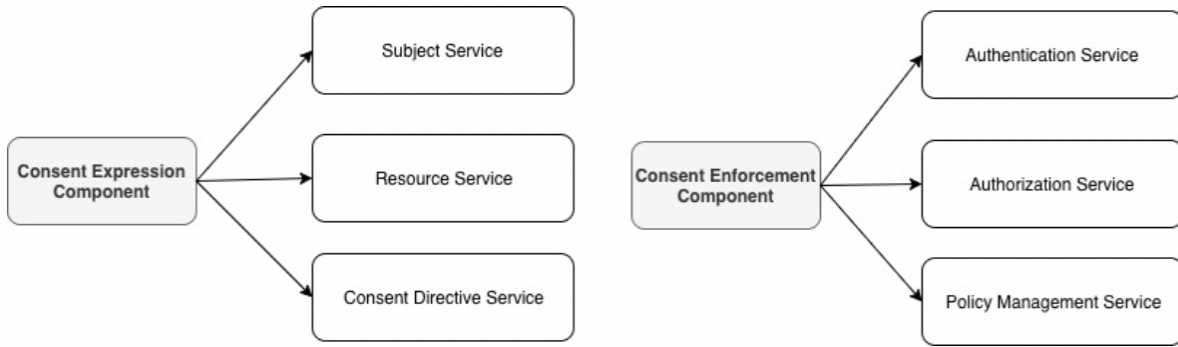 Consent Expression
Component
Subject Service
Resource Service
Consent Directive Service
Consent Enforcement
Component
Authentication Service
Authorization Service
Policy Management Service